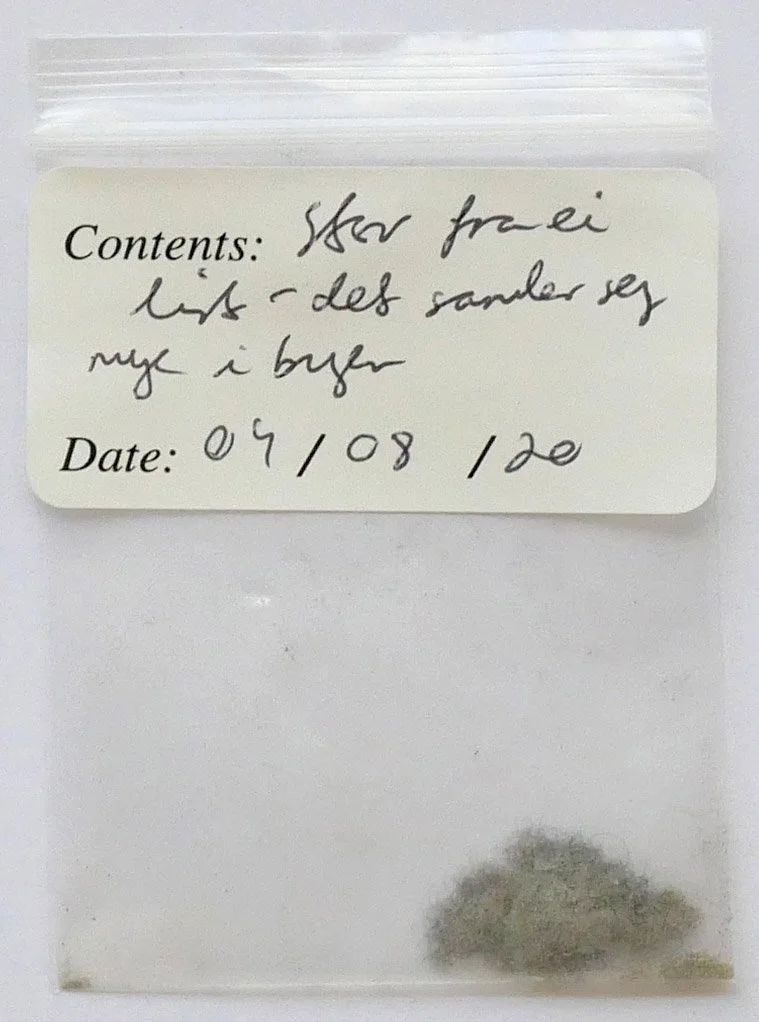 Contents: Støv fra ei
list - det samler seg
mye i byen
Date: 04/08/20